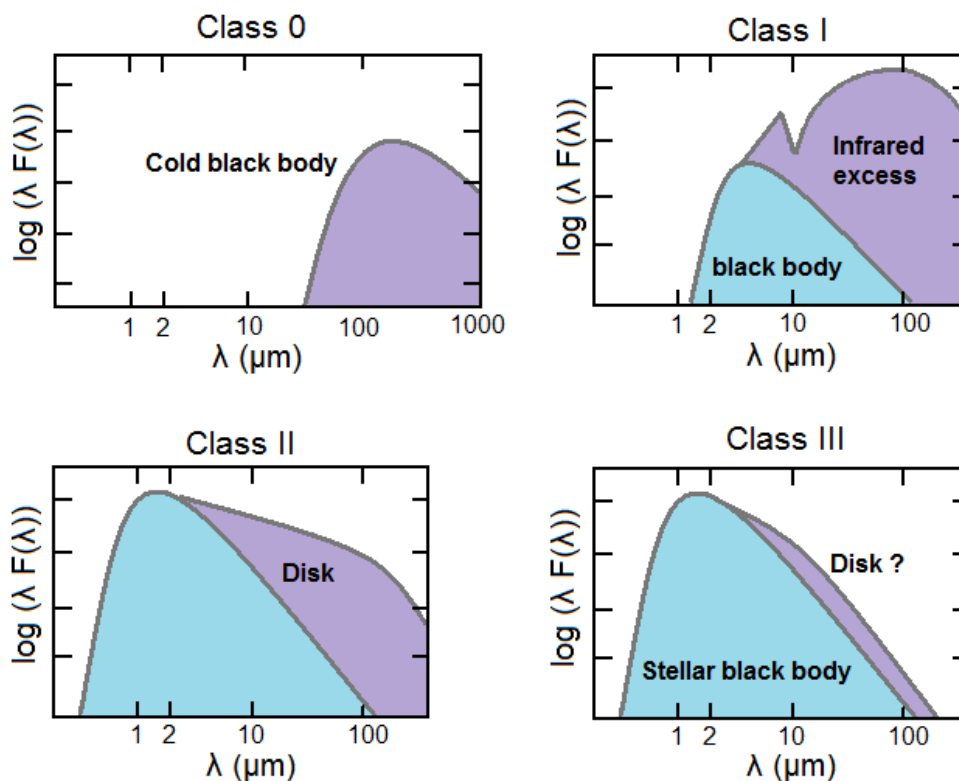 Class 0
log (λ F(λ))
Cold black body
1 2 10 100 1000
λ (µm)
Class I
log (λ F(λ))
Infrared
excess
black body
1 2 10 100
λ (µm)
Class II
log (λ F(λ))
Disk
1 2 10 100
λ (µm)
Class III
log (λ F(λ))
Disk ?
Stellar black body
1 2 10 100
λ (µm)